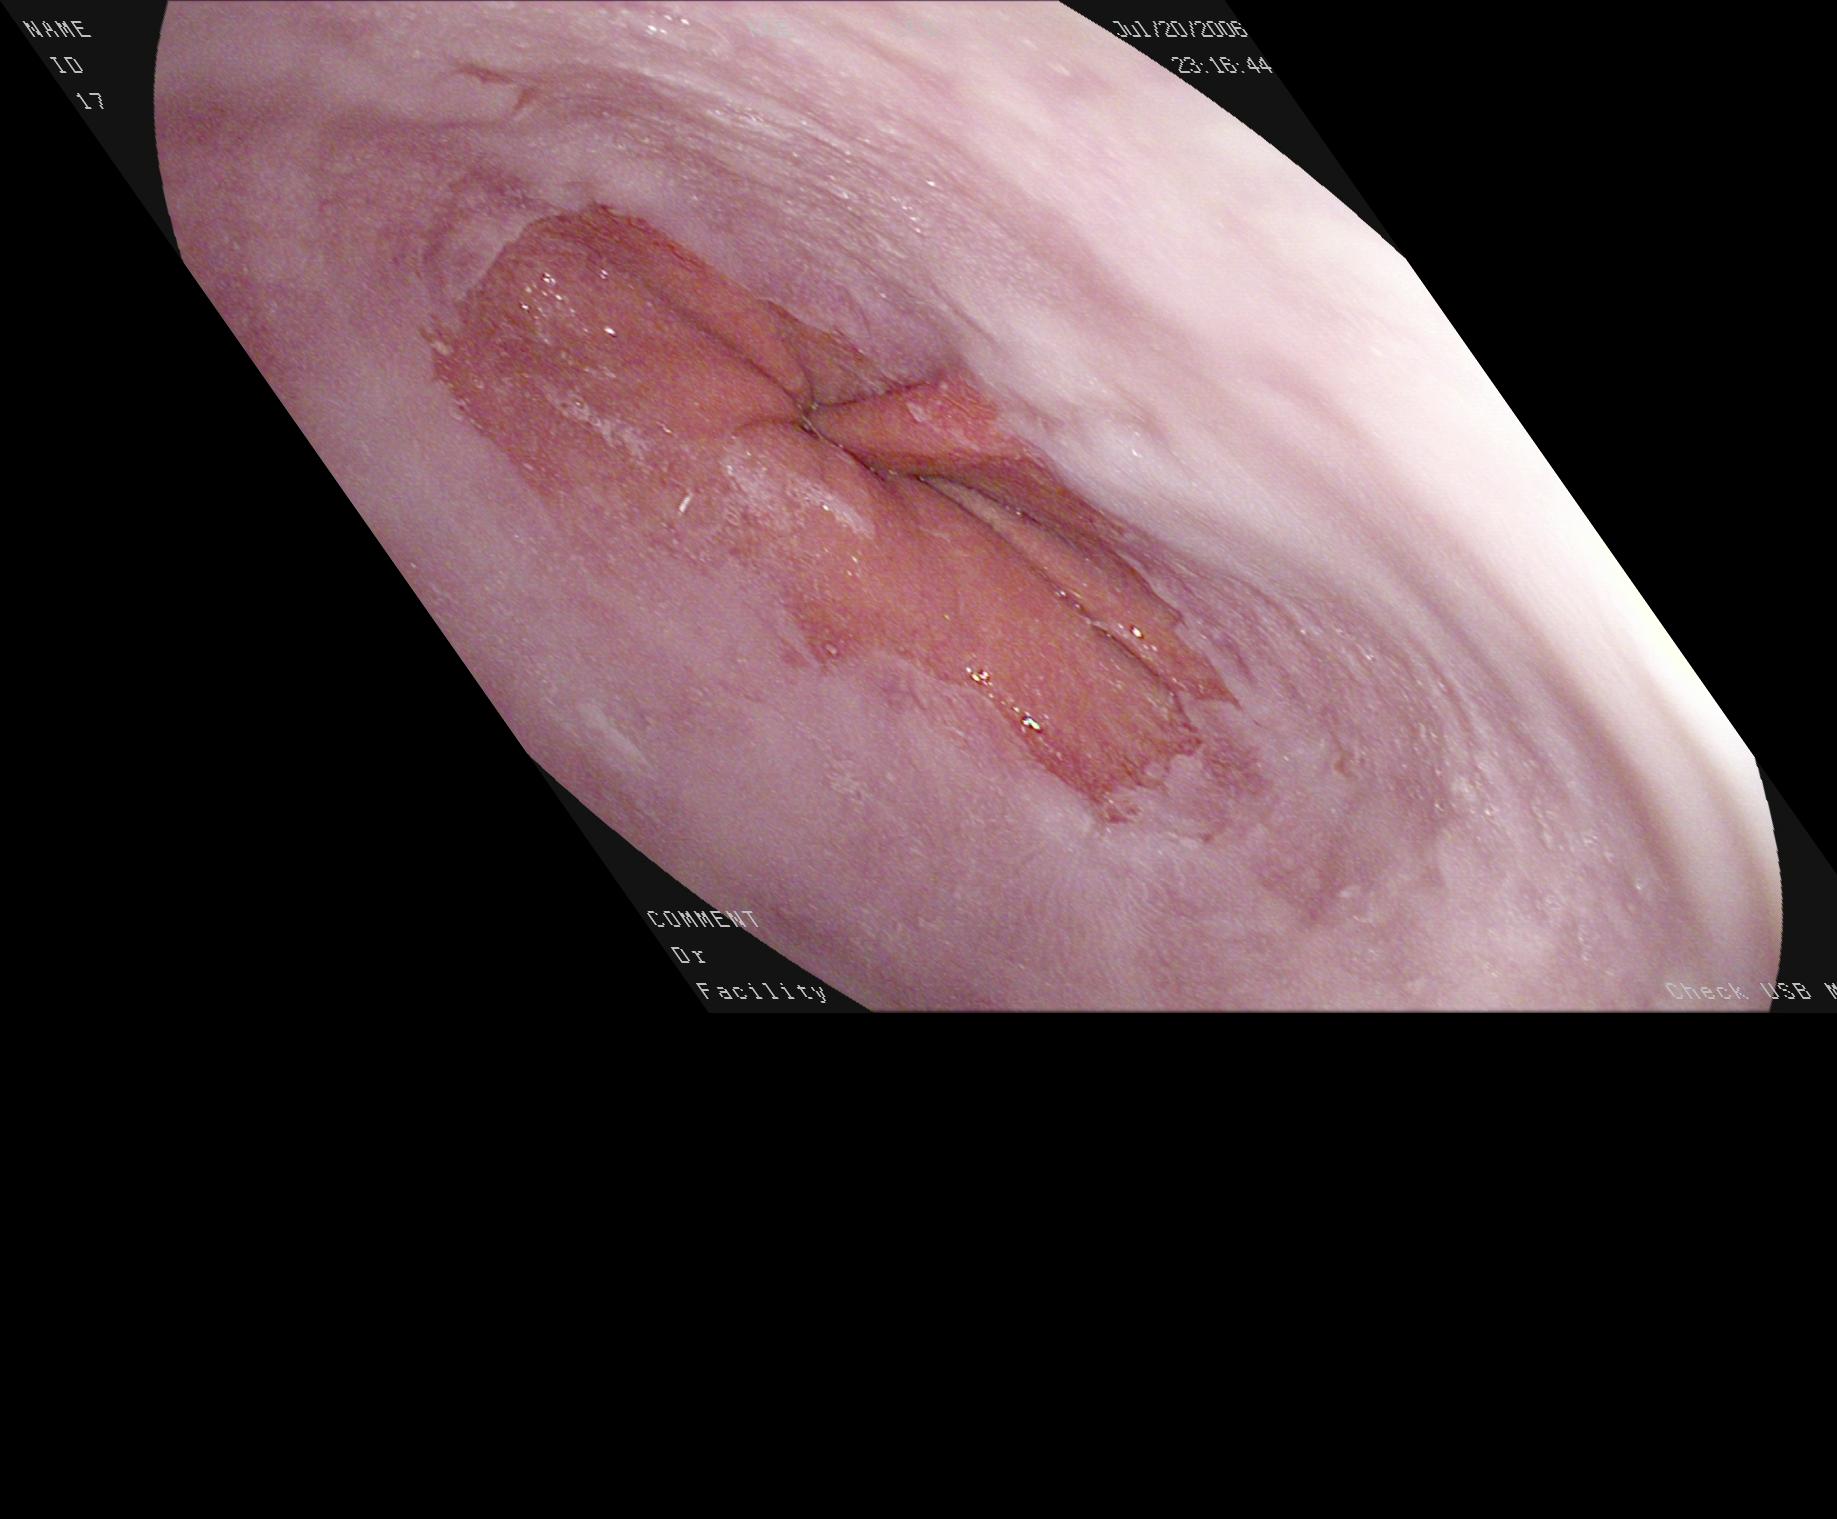 NAME
ID
17
Jul/20/2006
23:16:44
COMMENT
Dr
Facility
Check USB